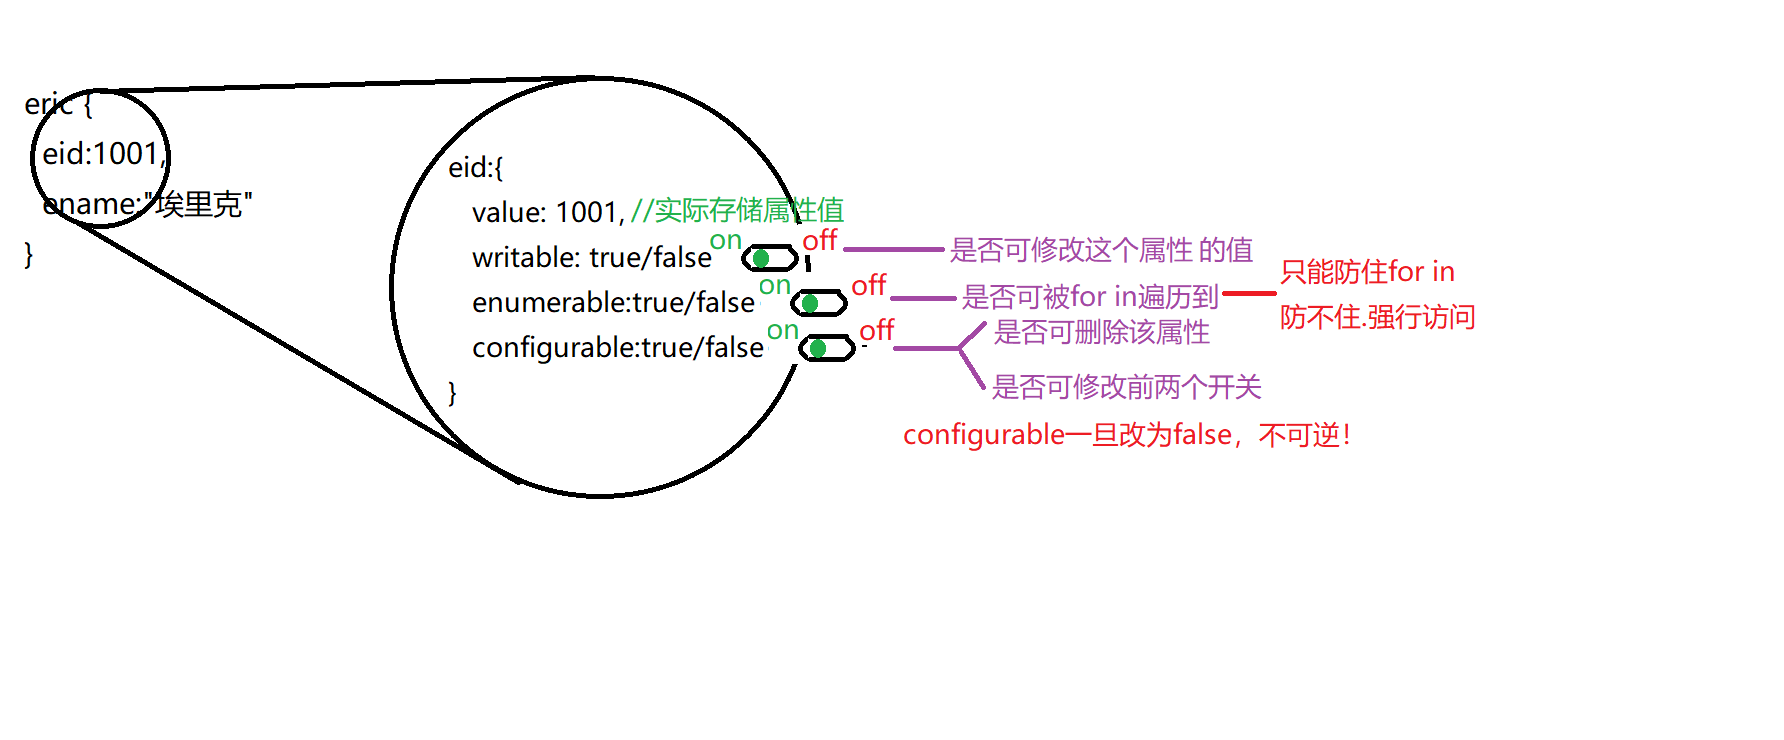 eric {
eid:1001,
ename:"埃里克"
}
eid:{
value: 1001, //实际存储属性值
writable: true/false on off 是否可修改这个属性 的值
enumerable:true/false on off 是否可被for in遍历到
只能防住for in
防不住.强行访问
configurable:true/false on off 是否可删除该属性
是否可修改前两个开关
}
configurable一旦改为false，不可逆！